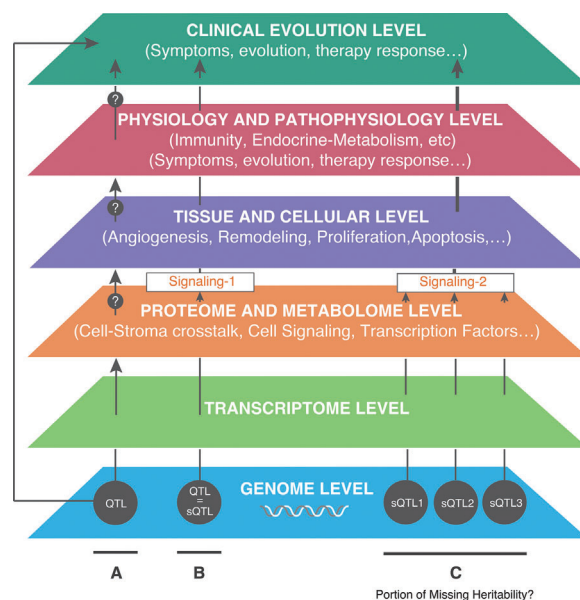 CLINICAL EVOLUTION LEVEL
(Symptoms, evolution, therapy response…)
?
PHYSIOLOGY AND PATHOPHYSIOLOGY LEVEL
(Immunity, Endocrine-Metabolism, etc)
(Symptoms, evolution, therapy response…)
?
TISSUE AND CELLULAR LEVEL
(Angiogenesis, Remodeling, Proliferation,Apoptosis,…)
Signaling-1
Signaling-2
?
PROTEOME AND METABOLOME LEVEL
(Cell-Stroma crosstalk, Cell Signaling, Transcription Factors…)
TRANSCRIPTOME LEVEL
GENOME LEVEL
QTL
QTL
=
sQTL
sQTL1
sQTL2
sQTL3
A
B
C
Portion of Missing Heritability?